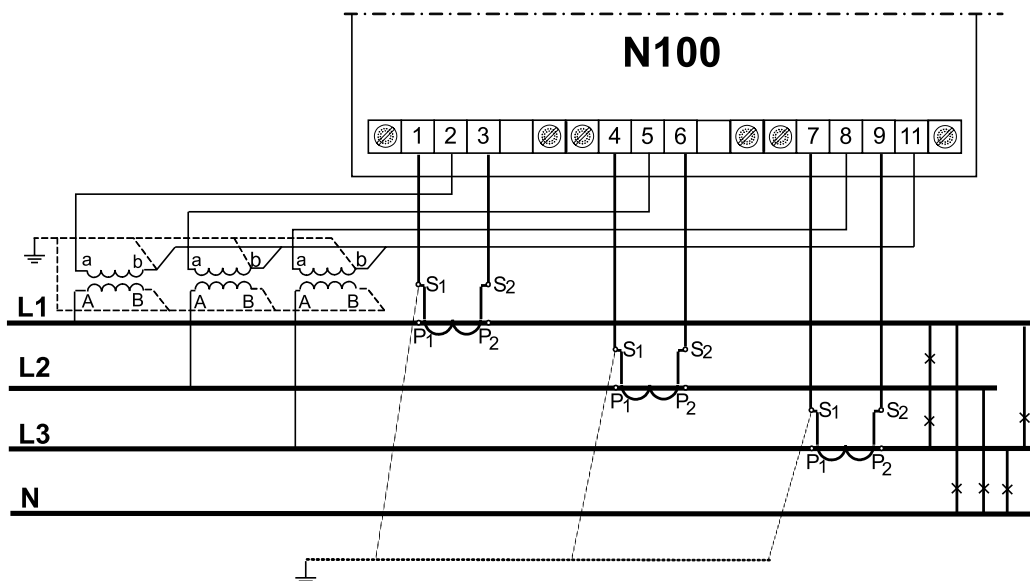 N100
1 2 3 4 5 6 7 8 9 11
a b a b a b
A B A B A B
S1 S2
L1
P1 P2
S1 S2
L2
P1 P2
S1 S2
L3
P1 P2
N